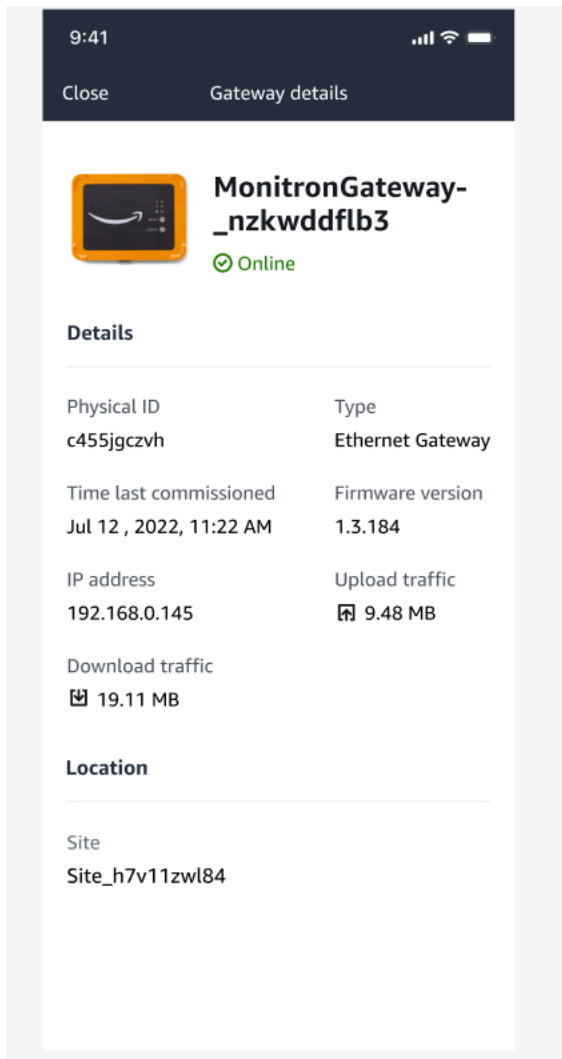 9:41
Close
Gateway details
MonitronGateway-
_nzkwddflb3
Online
Details
Physical ID
c455jgczvh
Type
Ethernet Gateway
Time last commissioned
Jul 12 , 2022, 11:22 AM
Firmware version
1.3.184
IP address
192.168.0.145
Upload traffic
9.48 MB
Download traffic
19.11 MB
Location
Site
Site_h7v11zwl84